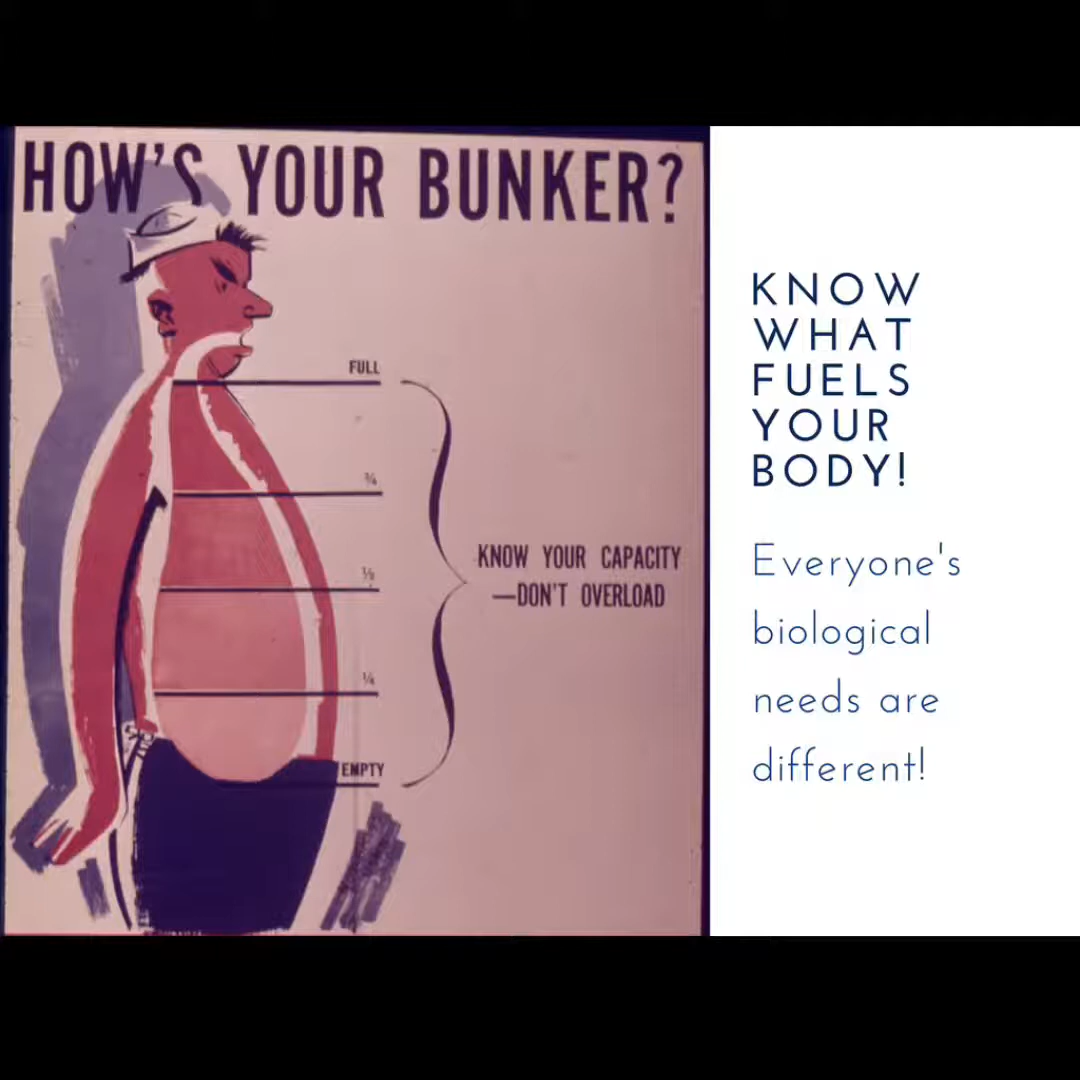 HOW'S YOUR BUNKER?
FULL
3/4
1/2
1/4
EMPTY
KNOW YOUR CAPACITY
—DON'T OVERLOAD
KNOW
WHAT
FUELS
YOUR
BODY!
Everyone's
biological
needs are
different!